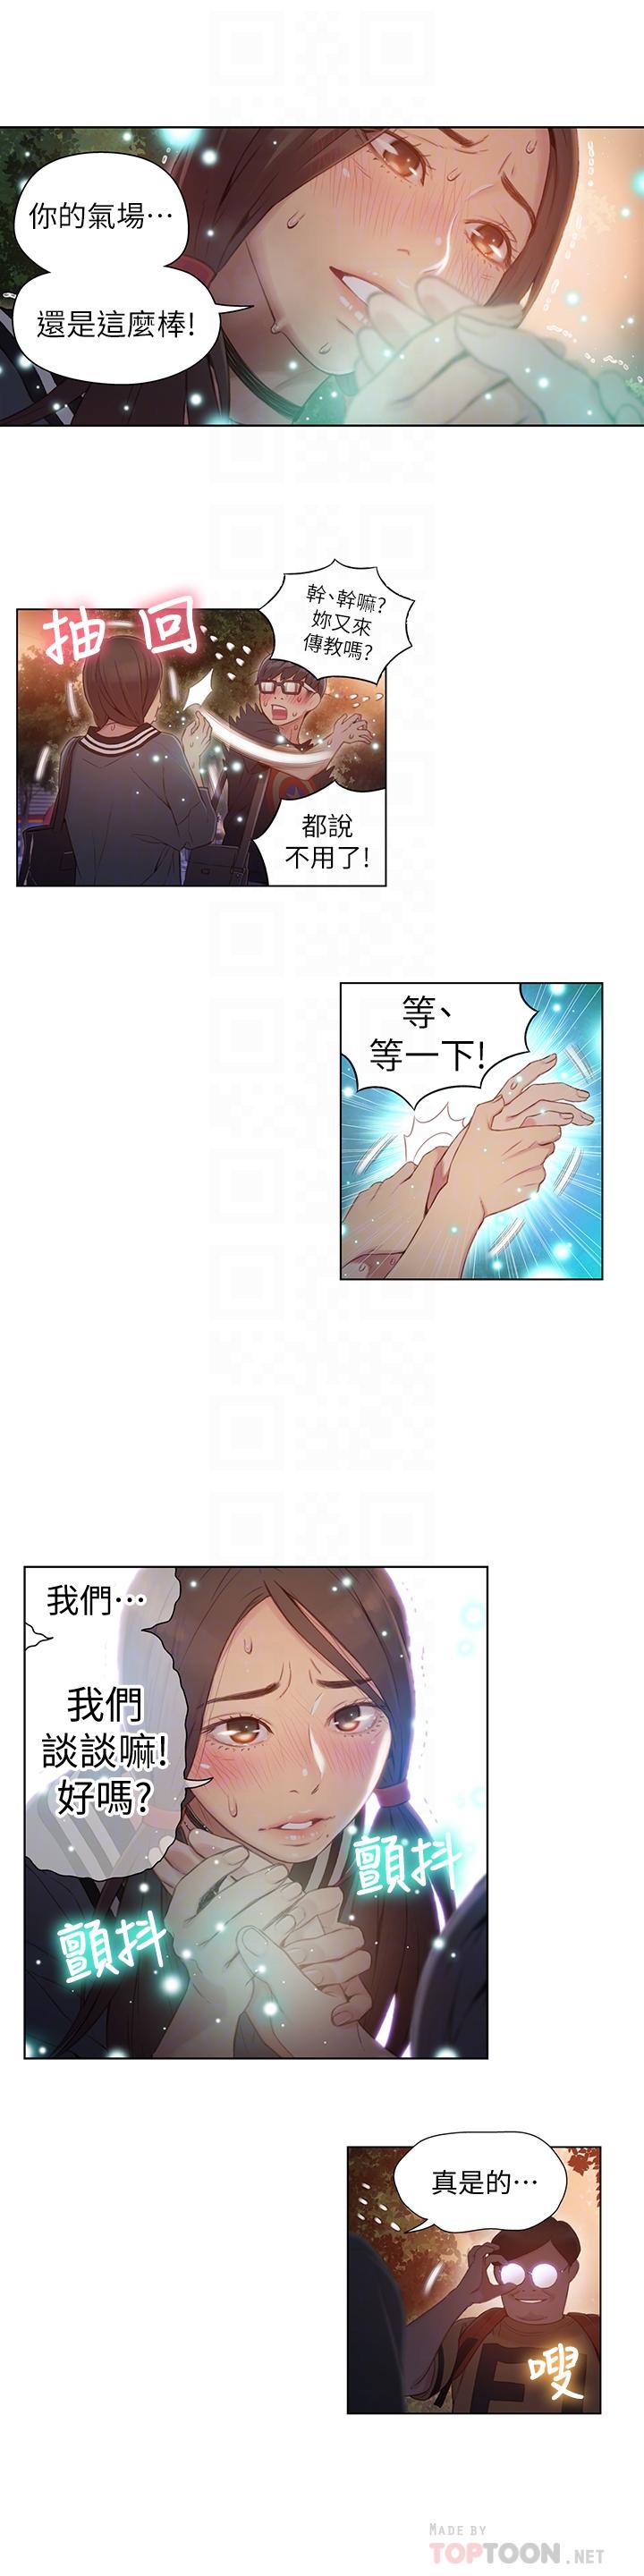 你的氣場…
還是這麼棒!
抽回
幹、幹嘛?
妳又來
傳教嗎?
都說
不用了!
等、
等一下!
我們…
我們
談談嘛!
好嗎?
顫抖
顫抖
真是的…
嗖
MADE BY
TOPTOON.NET